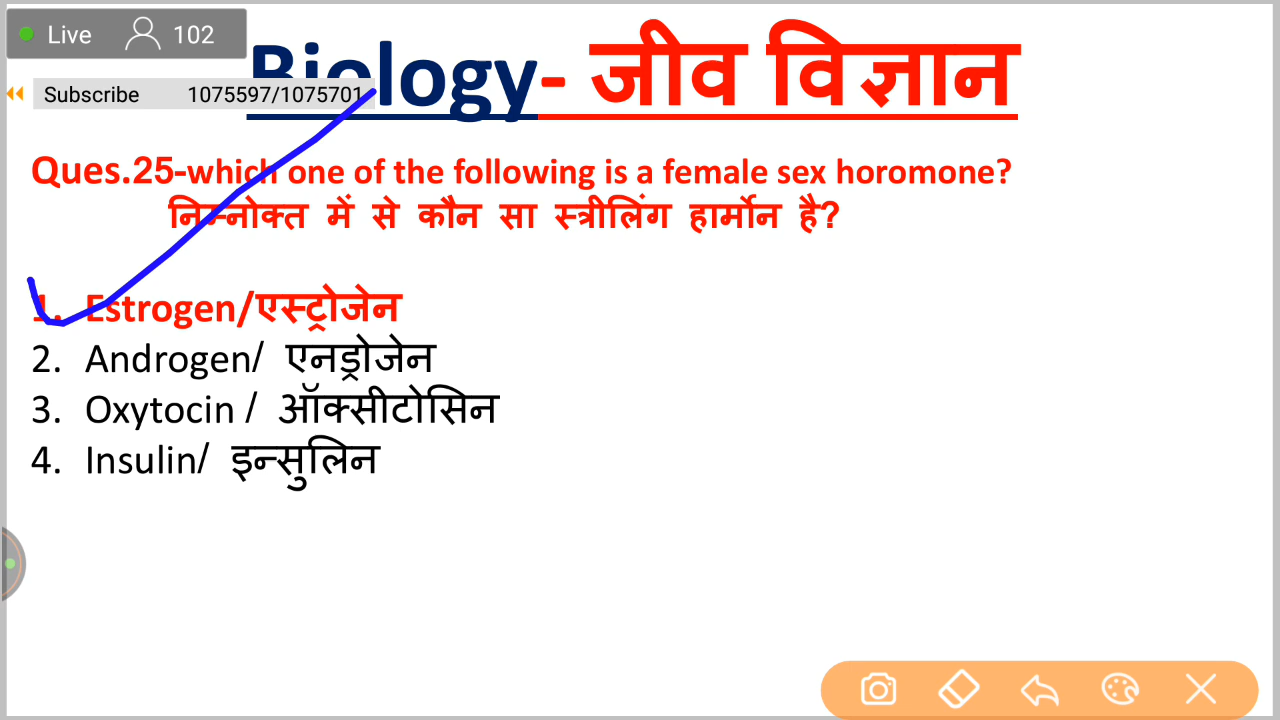 Live 102
Biology- जीव विज्ञान
Subscribe 1075597/1075701
Ques.25-which one of the following is a female sex horomone?
निम्नोक्त में से कौन सा स्त्रीलिंग हार्मोन है?
1. Estrogen/एस्ट्रोजेन
2. Androgen/ एनड्रोजेन
3. Oxytocin / ऑक्सीटोसिन
4. Insulin/ इन्सुलिन